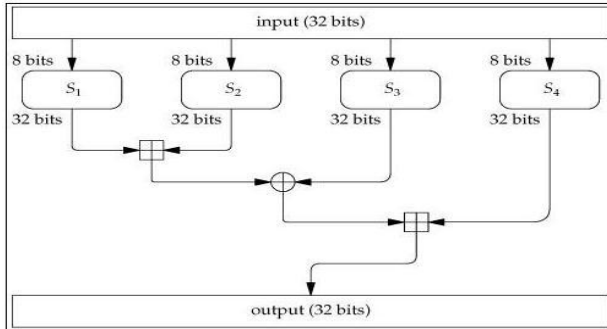 input (32 bits)
8 bits 8 bits 8 bits 8 bits
S1 S2 S3 S4
32 bits 32 bits 32 bits 32 bits
output (32 bits)